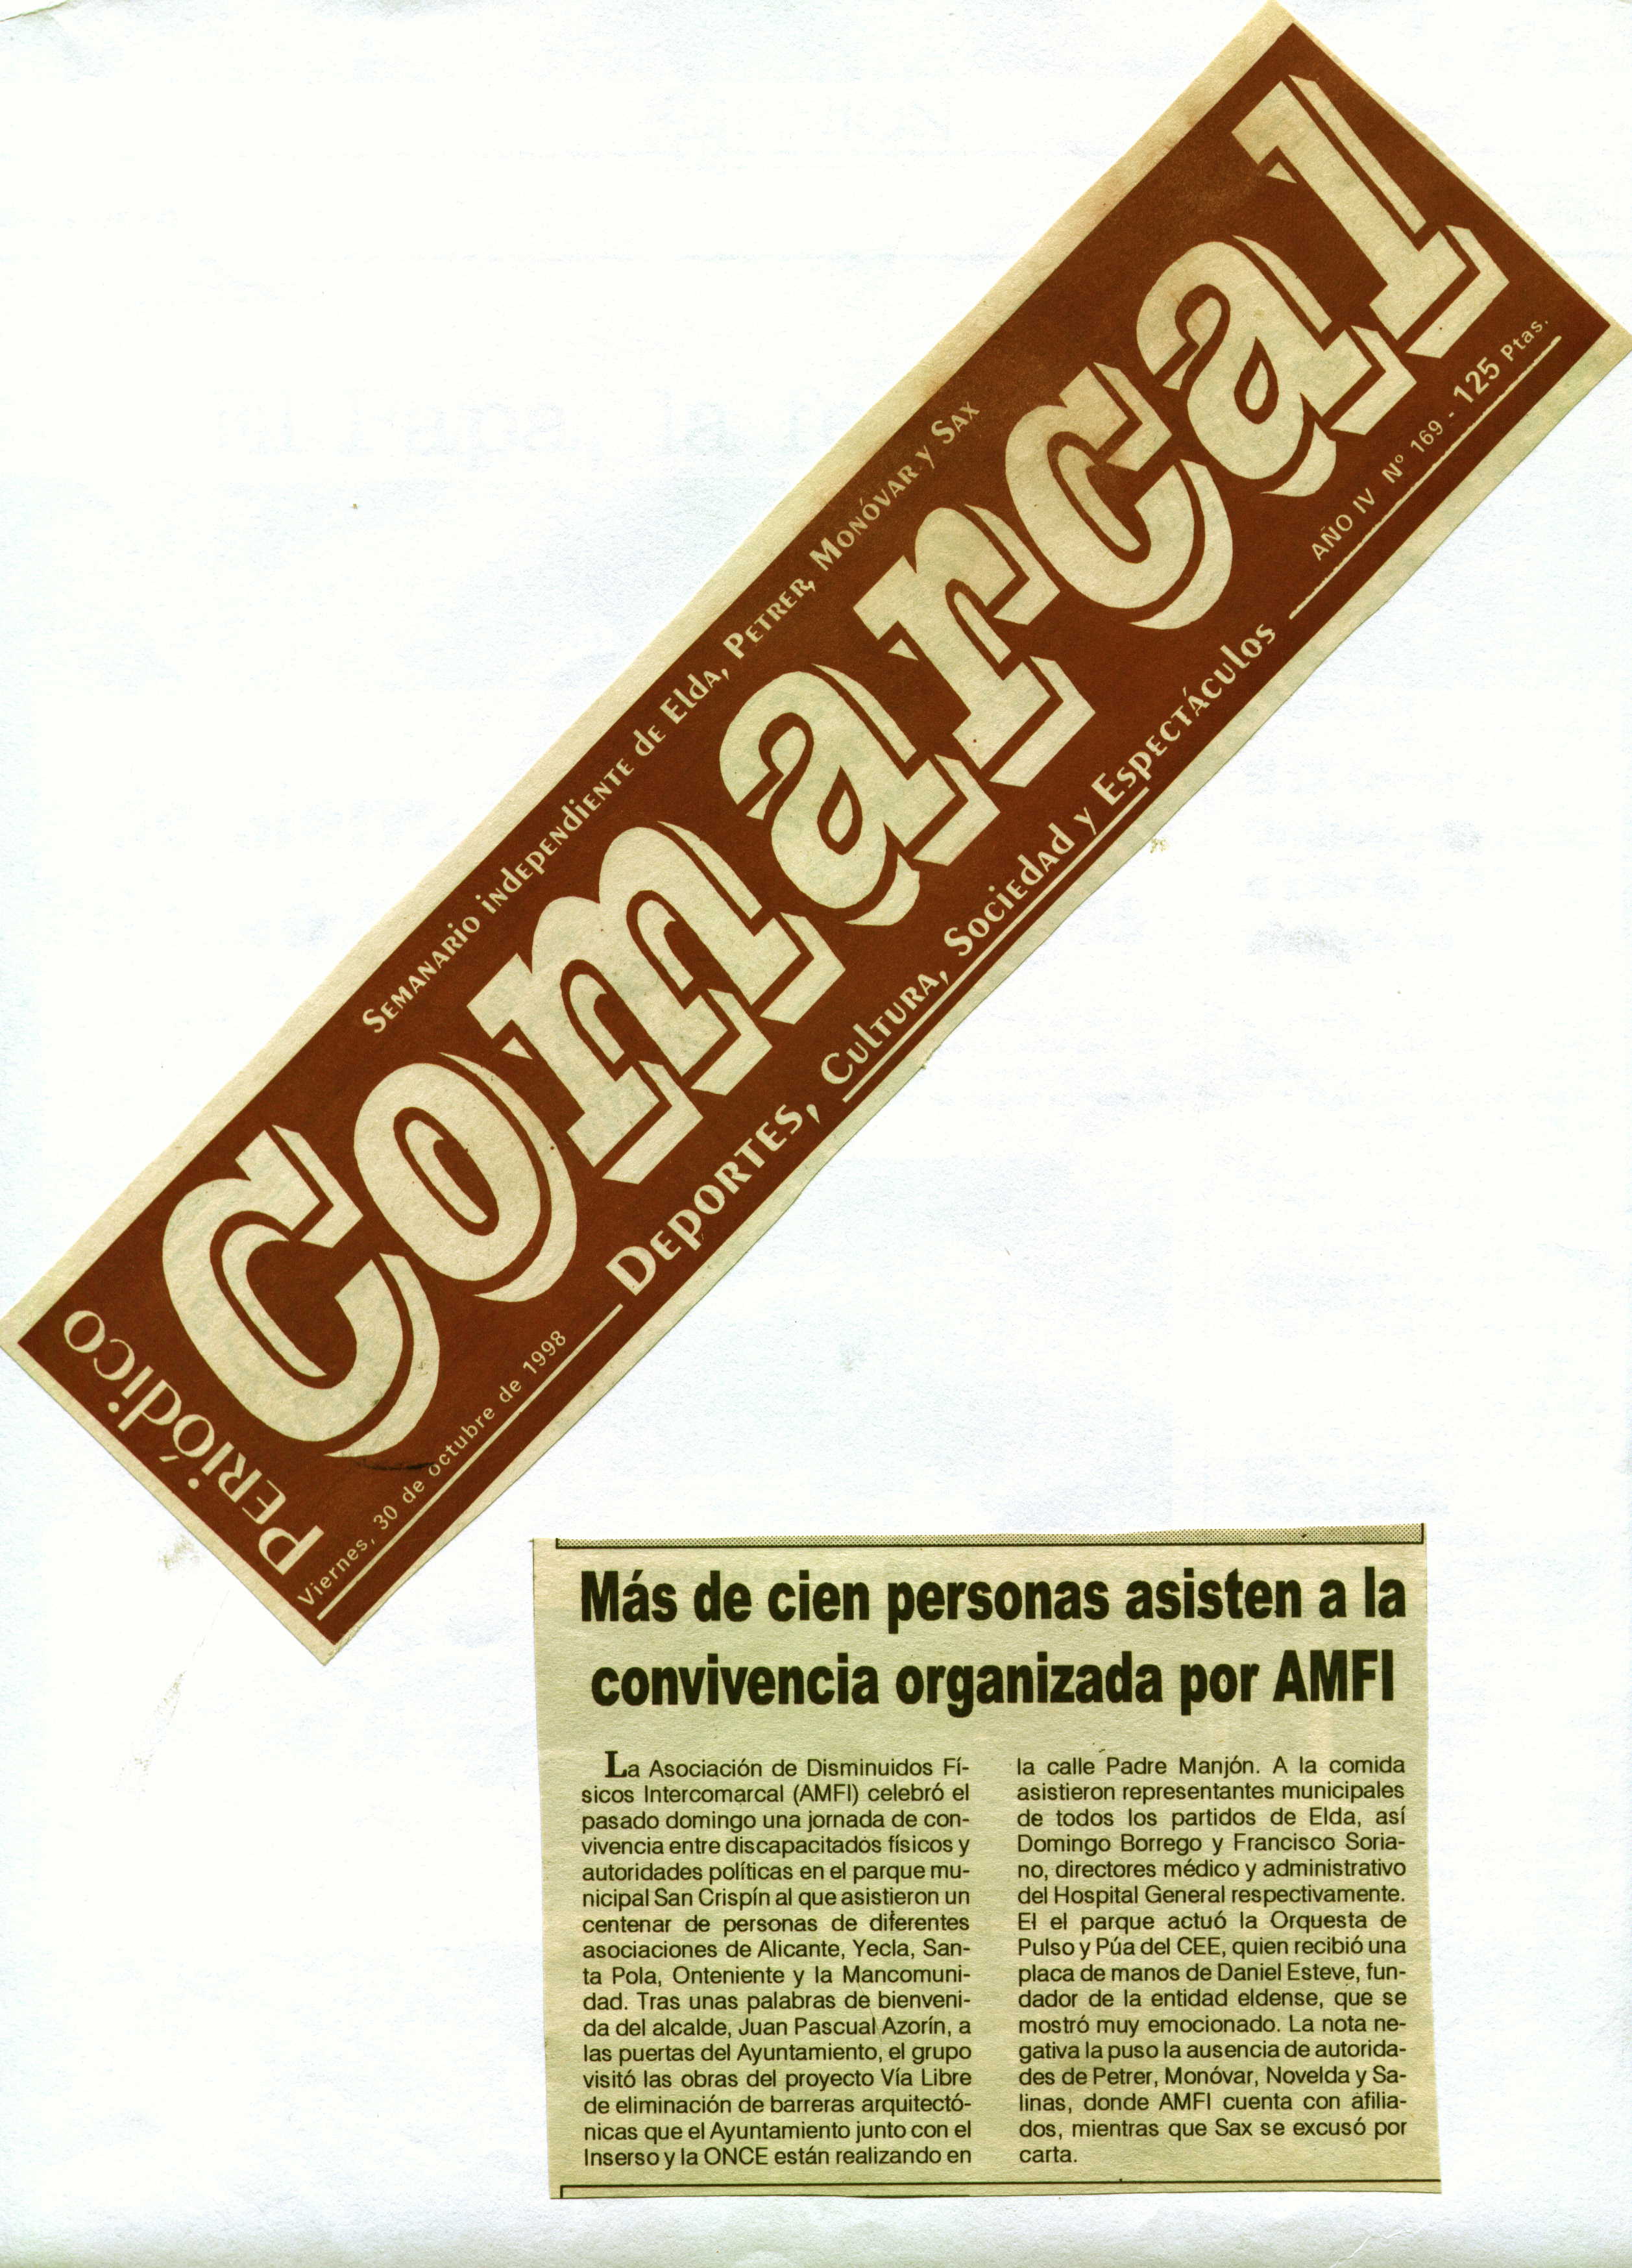 Semanario independiente de Elda, Petrer, Monóvar y Sax
Periódico
Comarcal
Viernes, 30 de octubre de 1998
Deportes, Cultura, Sociedad y Espectáculos
AÑO IV Nº 169 - 125 Ptas.
Más de cien personas asisten a la
convivencia organizada por AMFI
La Asociación de Disminuidos Fí-
sicos Intercomarcal (AMFI) celebró el
pasado domingo una jornada de con-
vivencia entre discapacitados físicos y
autoridades políticas en el parque mu-
nicipal San Crispín al que asistieron un
centenar de personas de diferentes
asociaciones de Alicante, Yecla, San-
ta Pola, Onteniente y la Mancomuni-
dad. Tras unas palabras de bienveni-
da del alcalde, Juan Pascual Azorín, a
las puertas del Ayuntamiento, el grupo
visitó las obras del proyecto Vía Libre
de eliminación de barreras arquitectó-
nicas que el Ayuntamiento junto con el
Inserso y la ONCE están realizando en
la calle Padre Manjón. A la comida
asistieron representantes municipales
de todos los partidos de Elda, así
Domingo Borrego y Francisco Soria-
no, directores médico y administrativo
del Hospital General respectivamente.
El el parque actuó la Orquesta de
Pulso y Púa del CEE, quien recibió una
placa de manos de Daniel Esteve, fun-
dador de la entidad eldense, que se
mostró muy emocionado. La nota ne-
gativa la puso la ausencia de autorida-
des de Petrer, Monóvar, Novelda y Sa-
linas, donde AMFI cuenta con afilia-
dos, mientras que Sax se excusó por
carta.